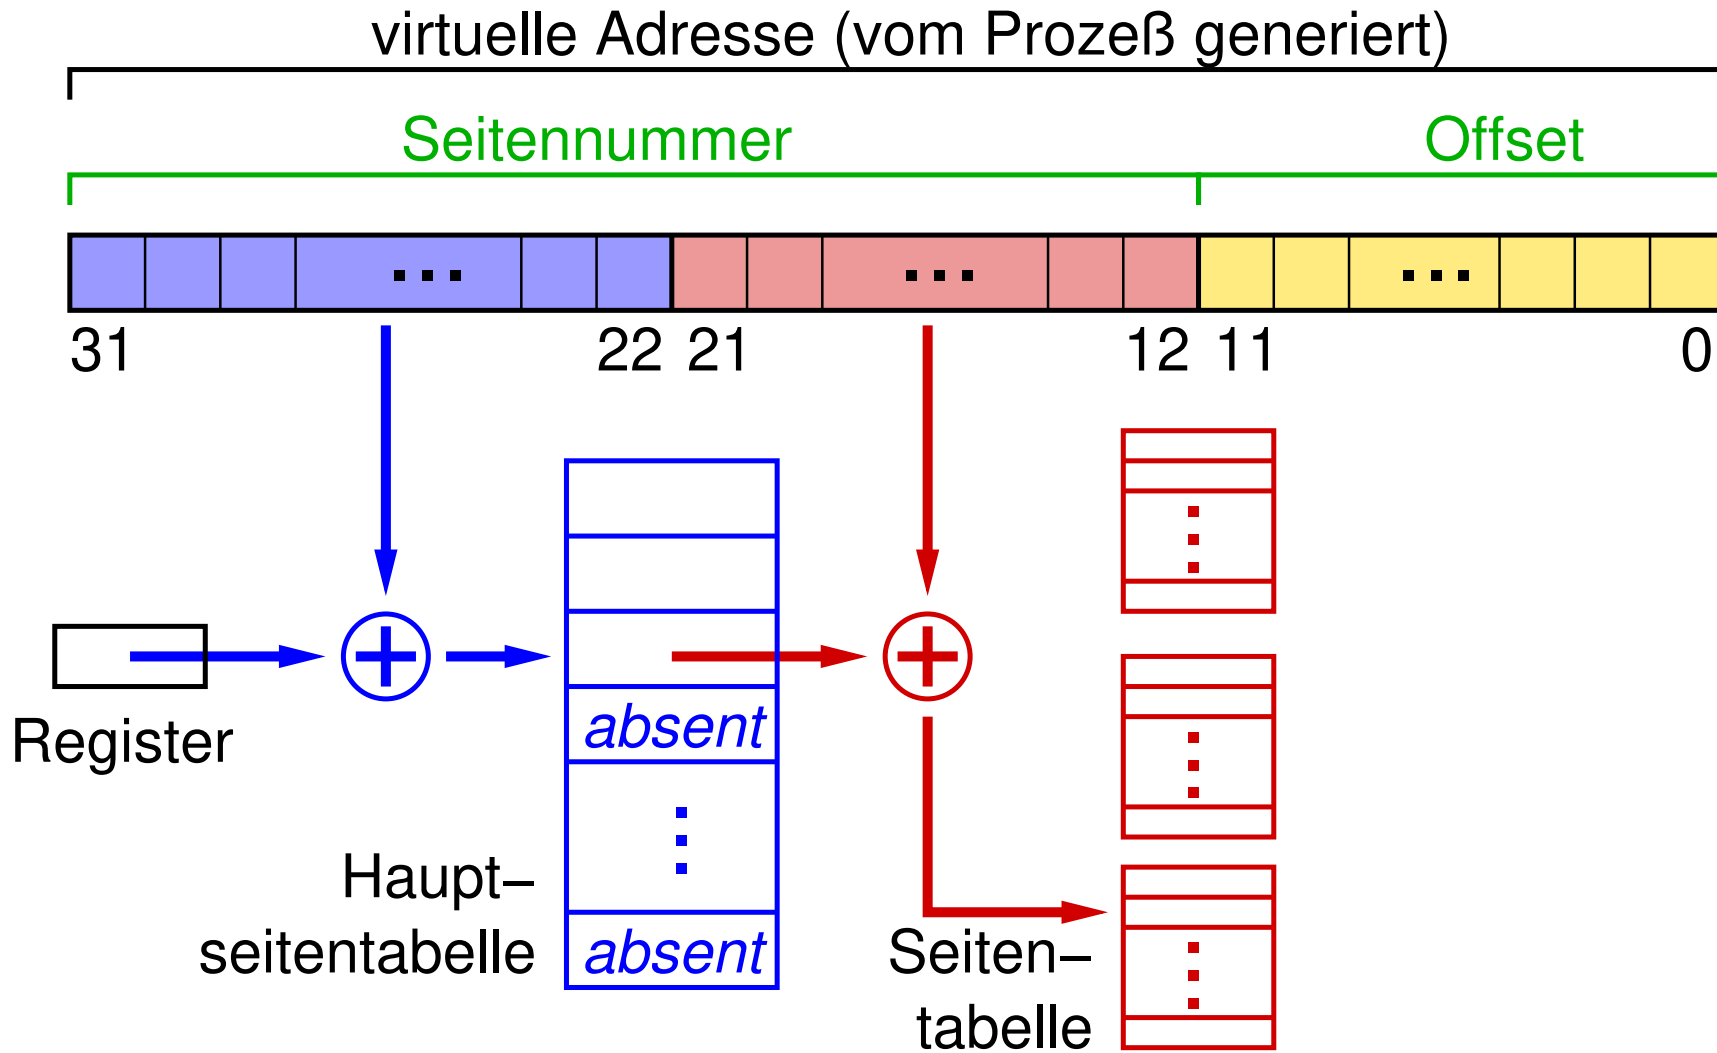 virtuelle Adresse (vom Prozeß generiert)
Seitennummer Offset
31 22 21 12 11 0
Register
absent
Haupt–
seitentabelle
absent
Seiten–
tabelle